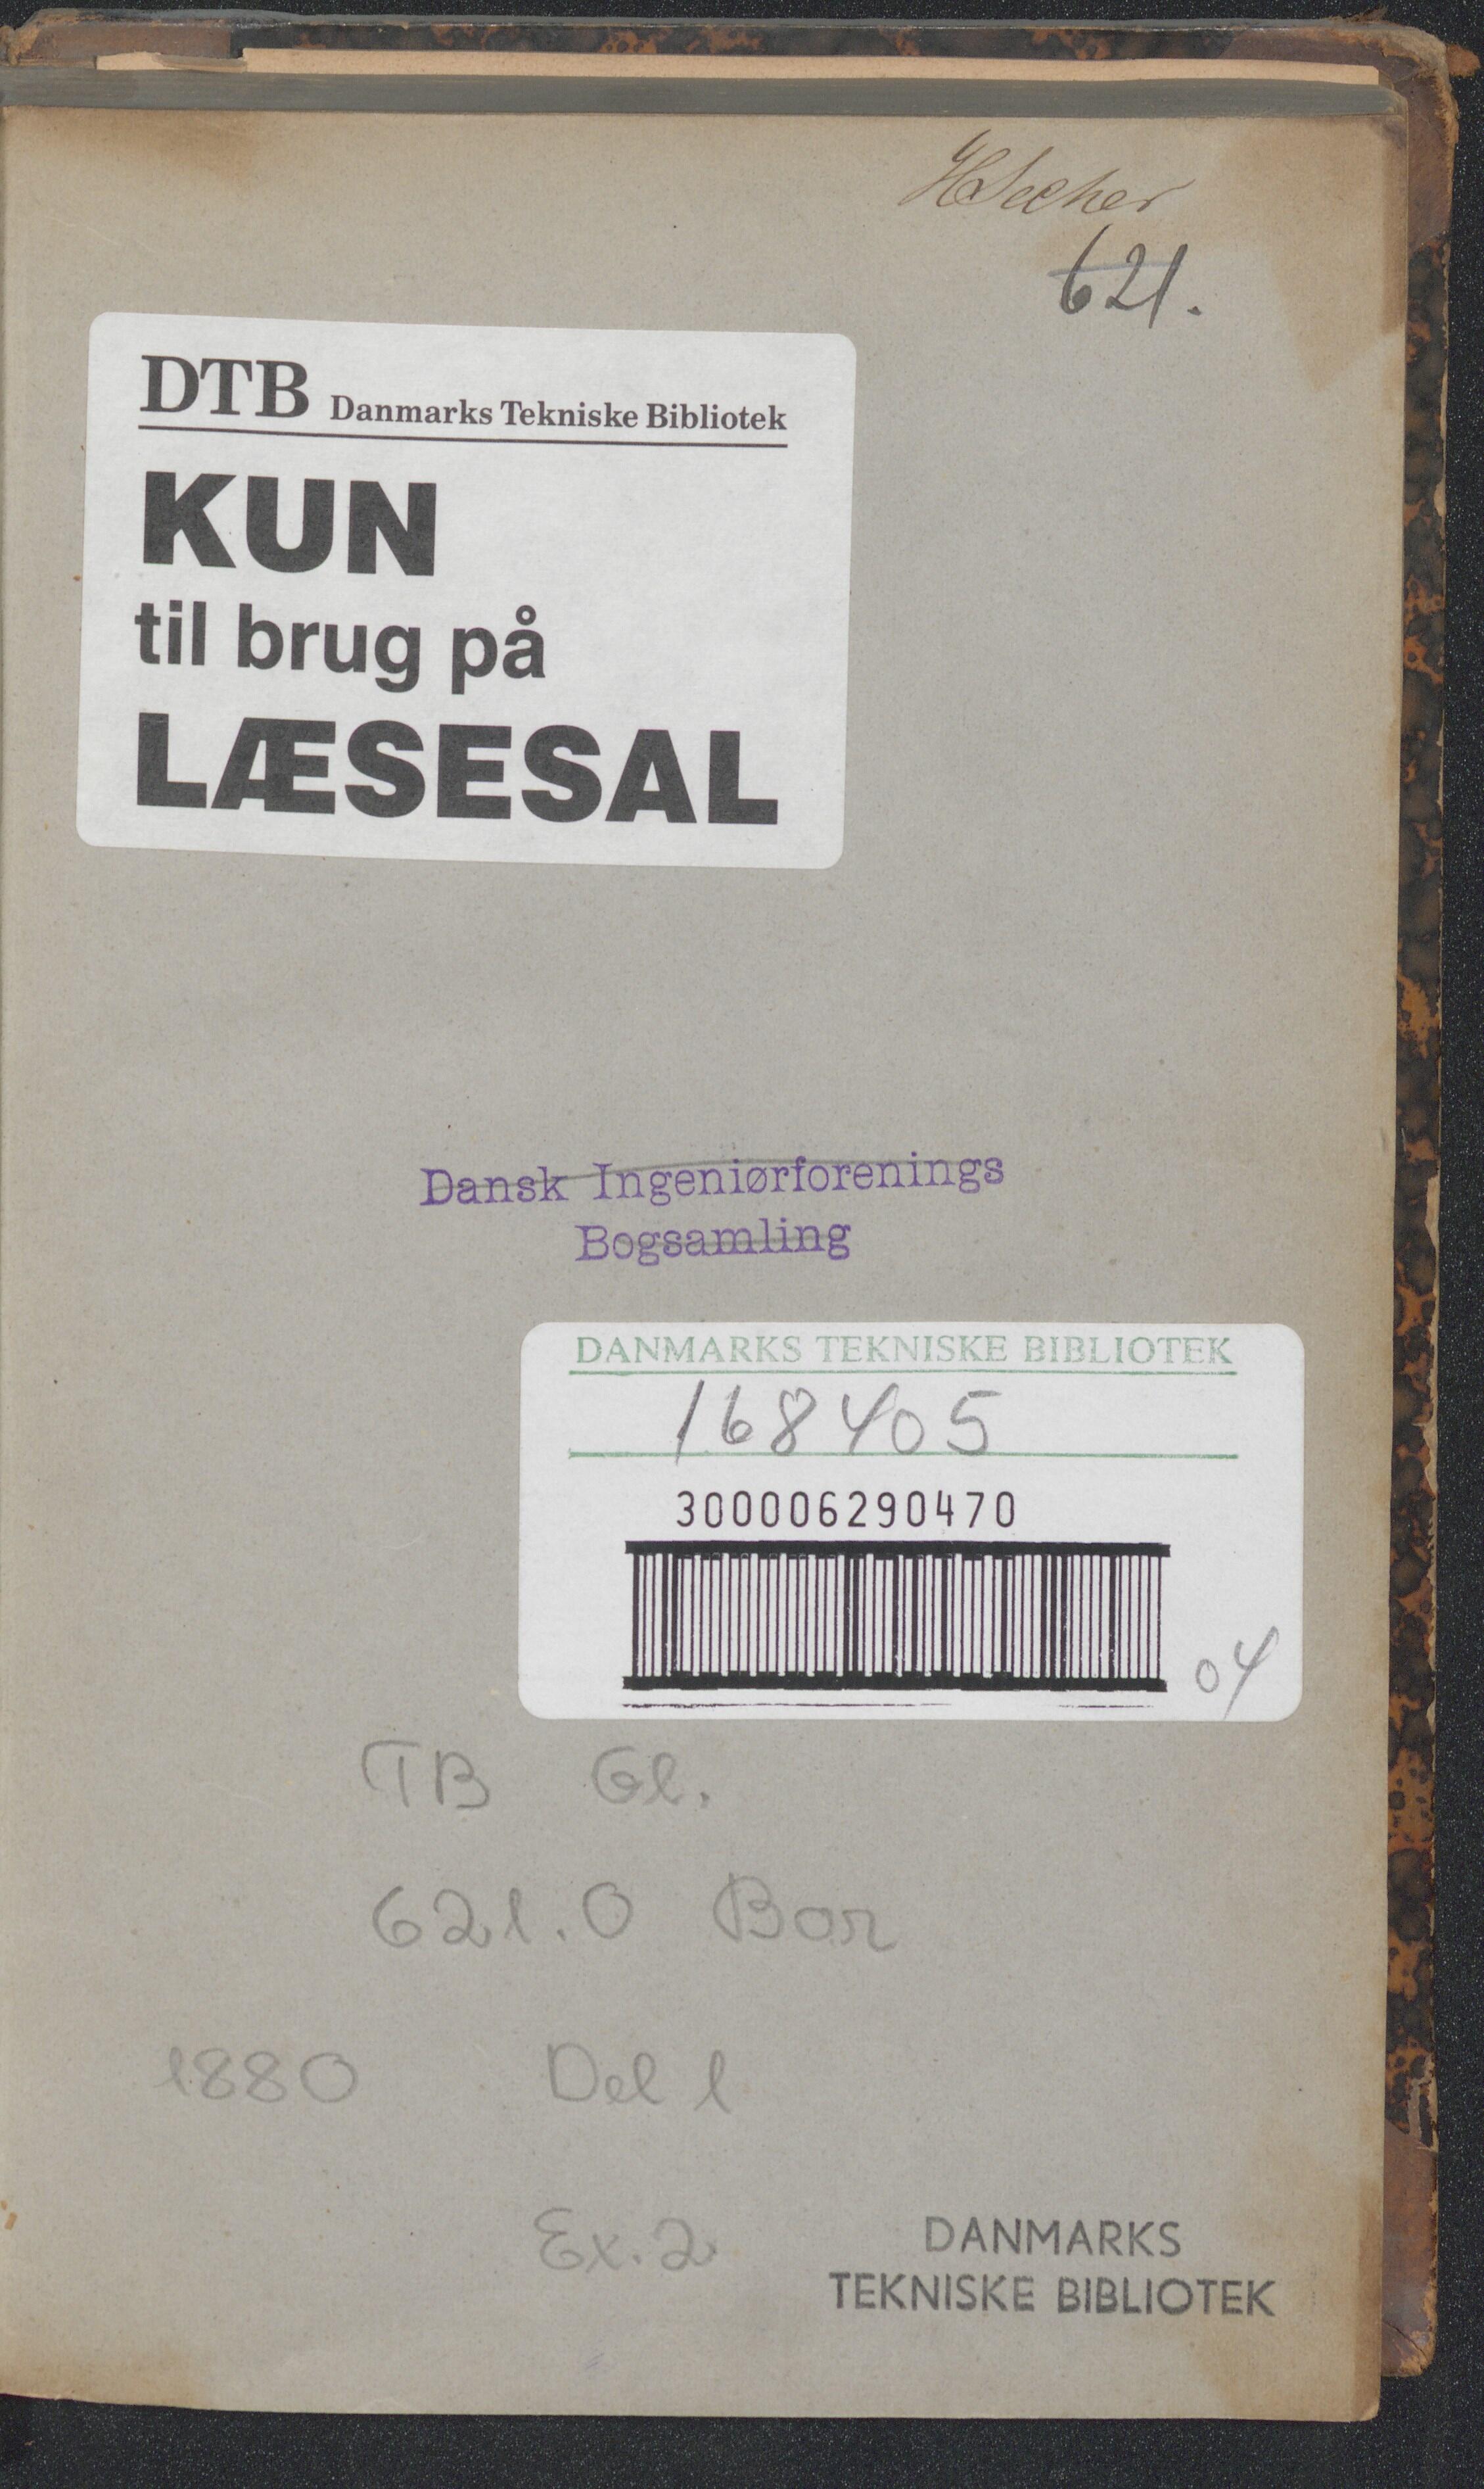 621.
DTB Danmarks Tekniske Bibliotek
KUN
til brug på
LÆSESAL
Dansk Ingeniørforenings
Bogsamling
DANMARKS TEKNISKE BIBLIOTEK
168405
300006290470
04
TB Gl.
621.0 Bor
1880 Del 1
Ex. 2
DANMARKS
TEKNISKE BIBLIOTEK